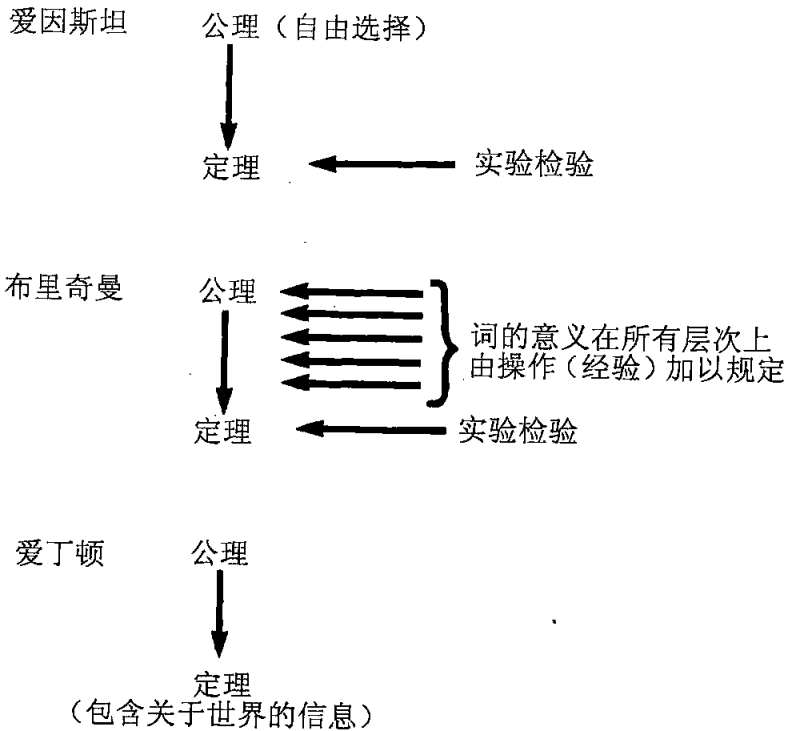 爱因斯坦 公理（自由选择）
定理 实验检验
布里奇曼 公理
词的意义在所有层次上
由操作（经验）加以规定
定理 实验检验
爱丁顿 公理
定理
（包含关于世界的信息）